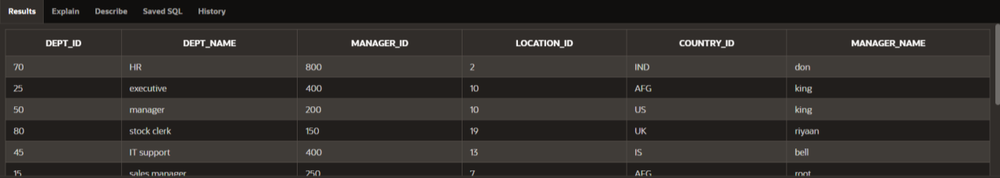 Results Explain Describe Saved SQL History
DEPT_ID DEPT_NAME MANAGER_ID LOCATION_ID COUNTRY_ID MANAGER_NAME
70 HR 800 2 IND don
25 executive 400 10 AFG king
50 manager 200 10 US king
80 stock clerk 150 19 UK riyaan
45 IT support 400 13 IS bell
15 sales manager 250 7 AFG root